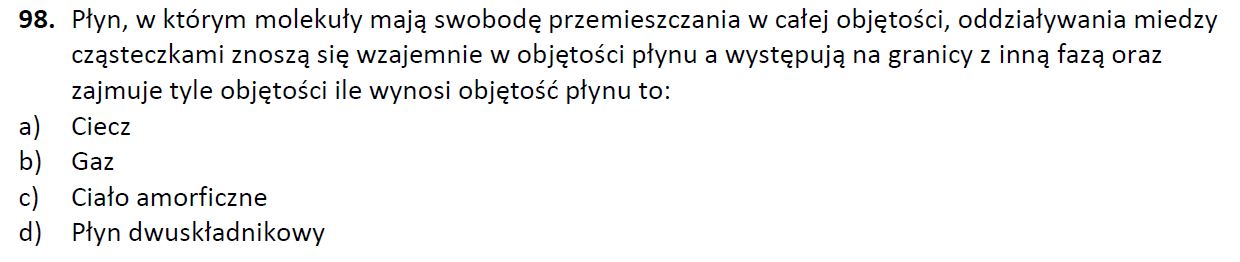 98. Płyn, w którym molekuły mają swobodę przemieszczania w całej objętości, oddziaływania miedzy
cząsteczkami znoszą się wzajemnie w objętości płynu a występują na granicy z inną fazą oraz
zajmuje tyle objętości ile wynosi objętość płynu to:
a) Ciecz
b) Gaz
c) Ciało amorficzne
d) Płyn dwuskładnikowy